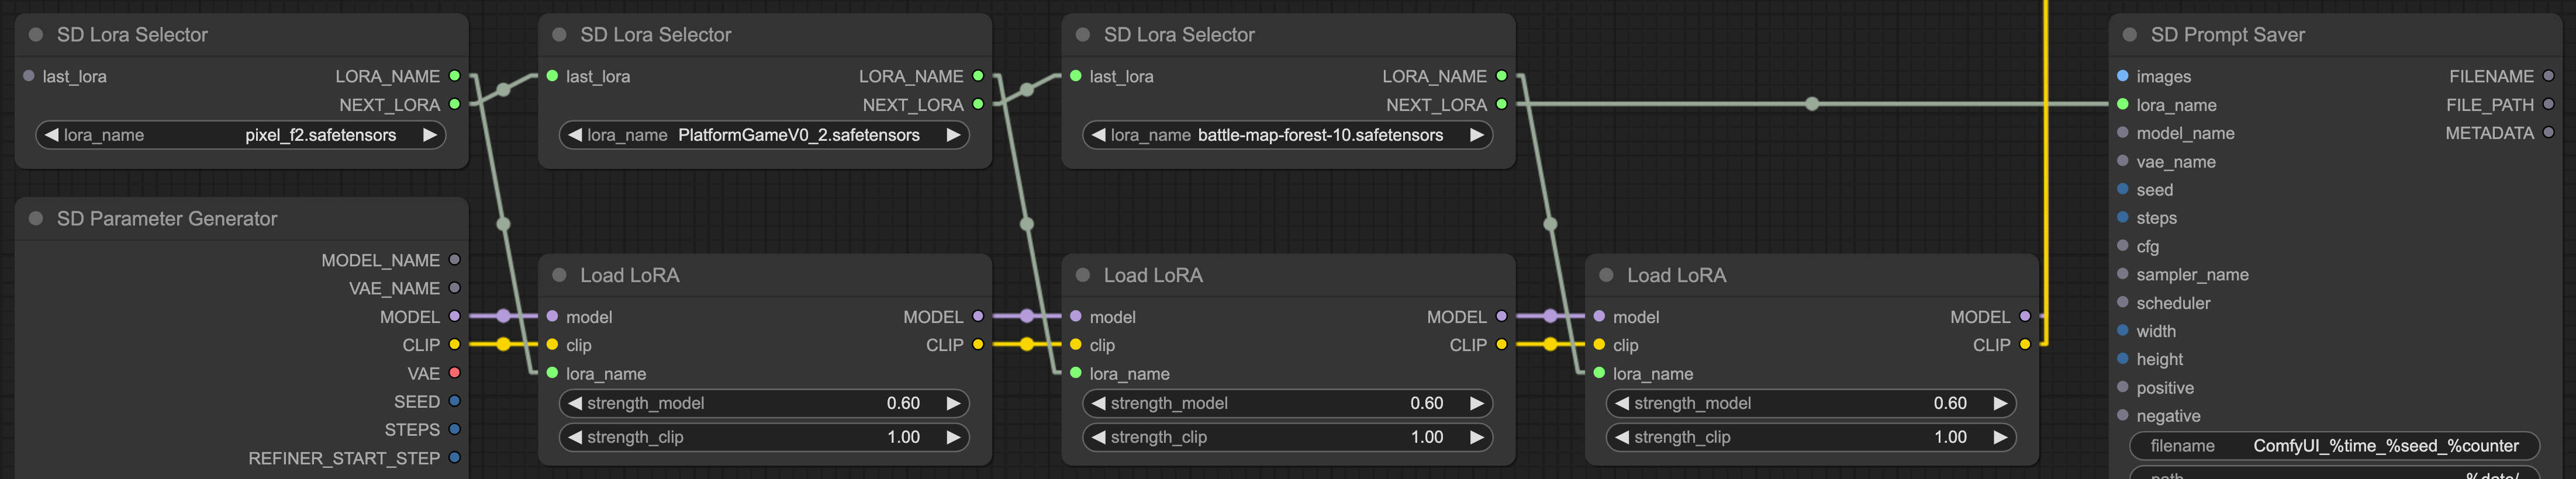 SD Lora Selector
last_lora
LORA_NAME
NEXT_LORA
lora_name pixel_f2.safetensors
SD Lora Selector
last_lora
LORA_NAME
NEXT_LORA
lora_name PlatformGameV0_2.safetensors
SD Lora Selector
last_lora
LORA_NAME
NEXT_LORA
lora_name battle-map-forest-10.safetensors
SD Parameter Generator
MODEL_NAME
VAE_NAME
MODEL
CLIP
VAE
SEED
STEPS
REFINER_START_STEP
Load LoRA
model MODEL
clip CLIP
lora_name
strength_model 0.60
strength_clip 1.00
Load LoRA
model MODEL
clip CLIP
lora_name
strength_model 0.60
strength_clip 1.00
Load LoRA
model MODEL
clip CLIP
lora_name
strength_model 0.60
strength_clip 1.00
SD Prompt Saver
images FILENAME
lora_name FILE_PATH
model_name METADATA
vae_name
seed
steps
cfg
sampler_name
scheduler
width
height
positive
negative
filename ComfyUI_%time_%seed_%counter
path %date/